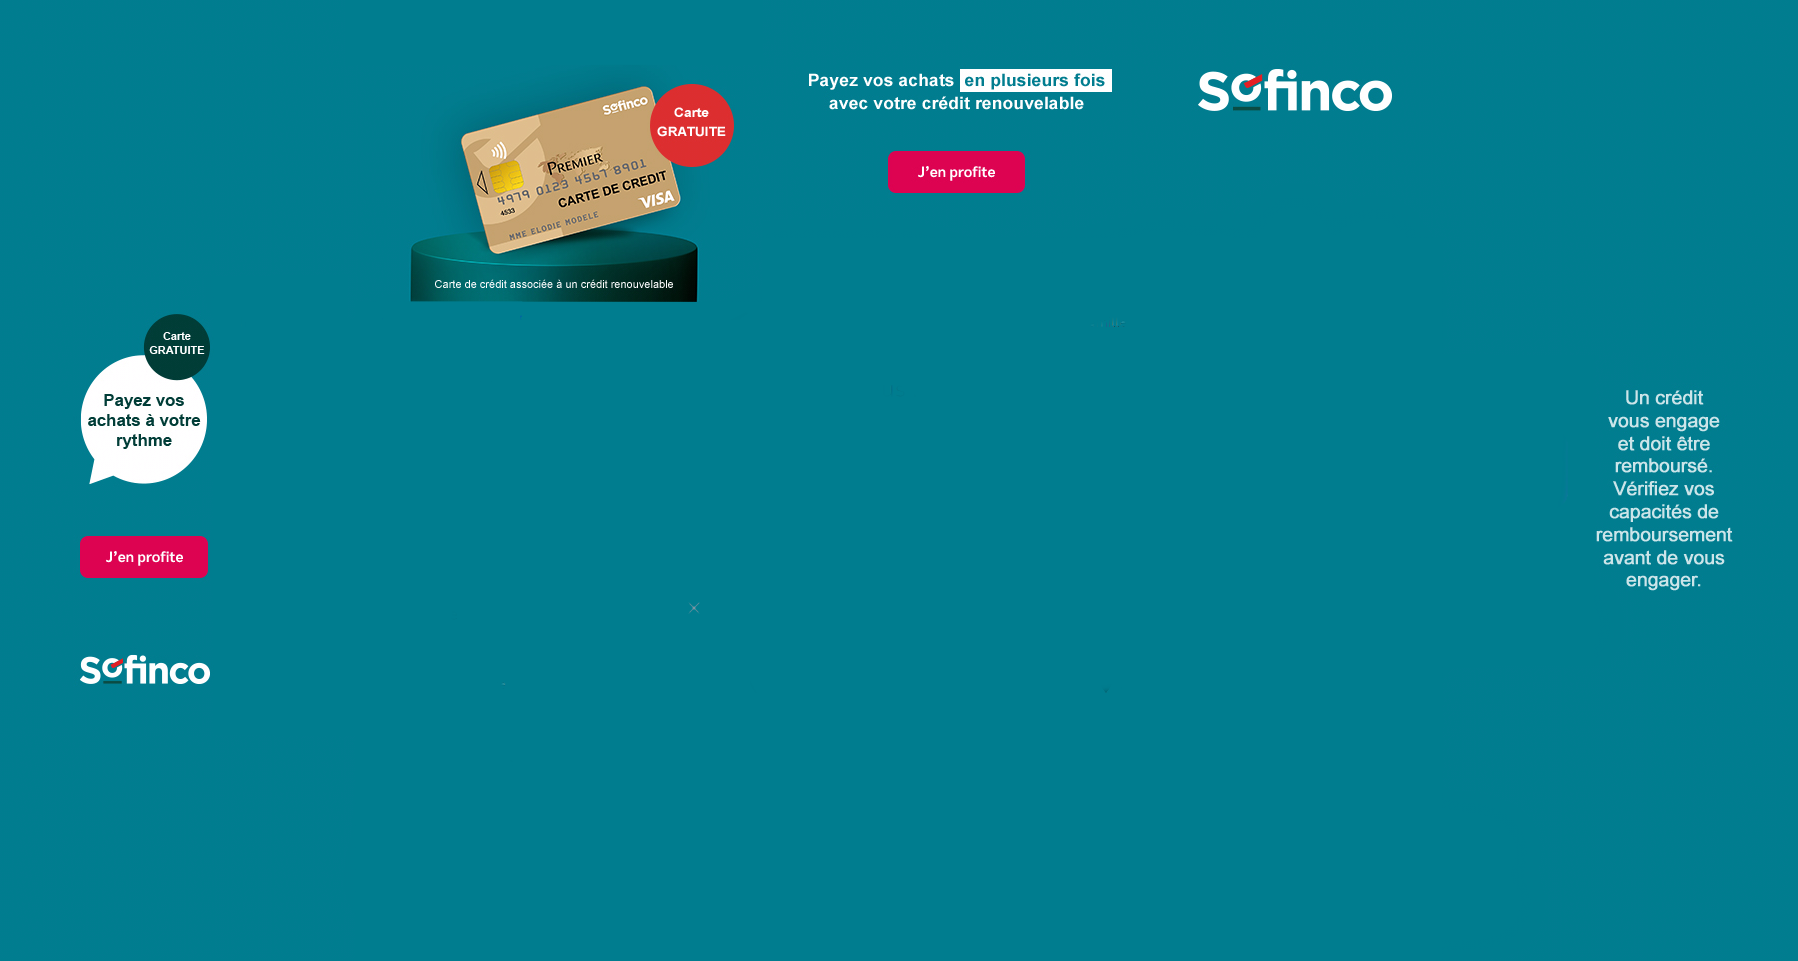 Sofinco
PREMIER
4979 0123 4567 8901
4533
CARTE DE CREDIT
MME ELODIE MODELE
VISA
Carte
GRATUITE
Carte de crédit associée à un crédit renouvelable
Payez vos achats en plusieurs fois
avec votre crédit renouvelable
J'en profite
Sofinco
Carte
GRATUITE
Payez vos
achats à votre
rythme
J'en profite
Sofinco
Un crédit
vous engage
et doit être
remboursé.
Vérifiez vos
capacités de
remboursement
avant de vous
engager.